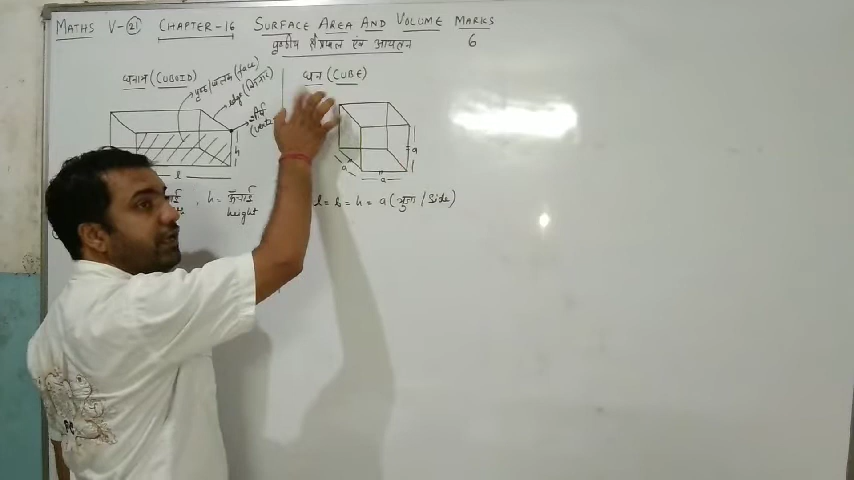 MATHS V-21 CHAPTER-16 SURFACE AREA AND VOLUME MARKS
पृष्ठीय क्षेत्रफल एवं आयतन 6
घनाभ (CUBOID)
पृष्ठ/फलक (face)
edge (किनारा)
शीर्ष
h
l
, h = ऊँचाई
height
घन (CUBE)
a
a
a
l = b = h = a (भुजा / Side)